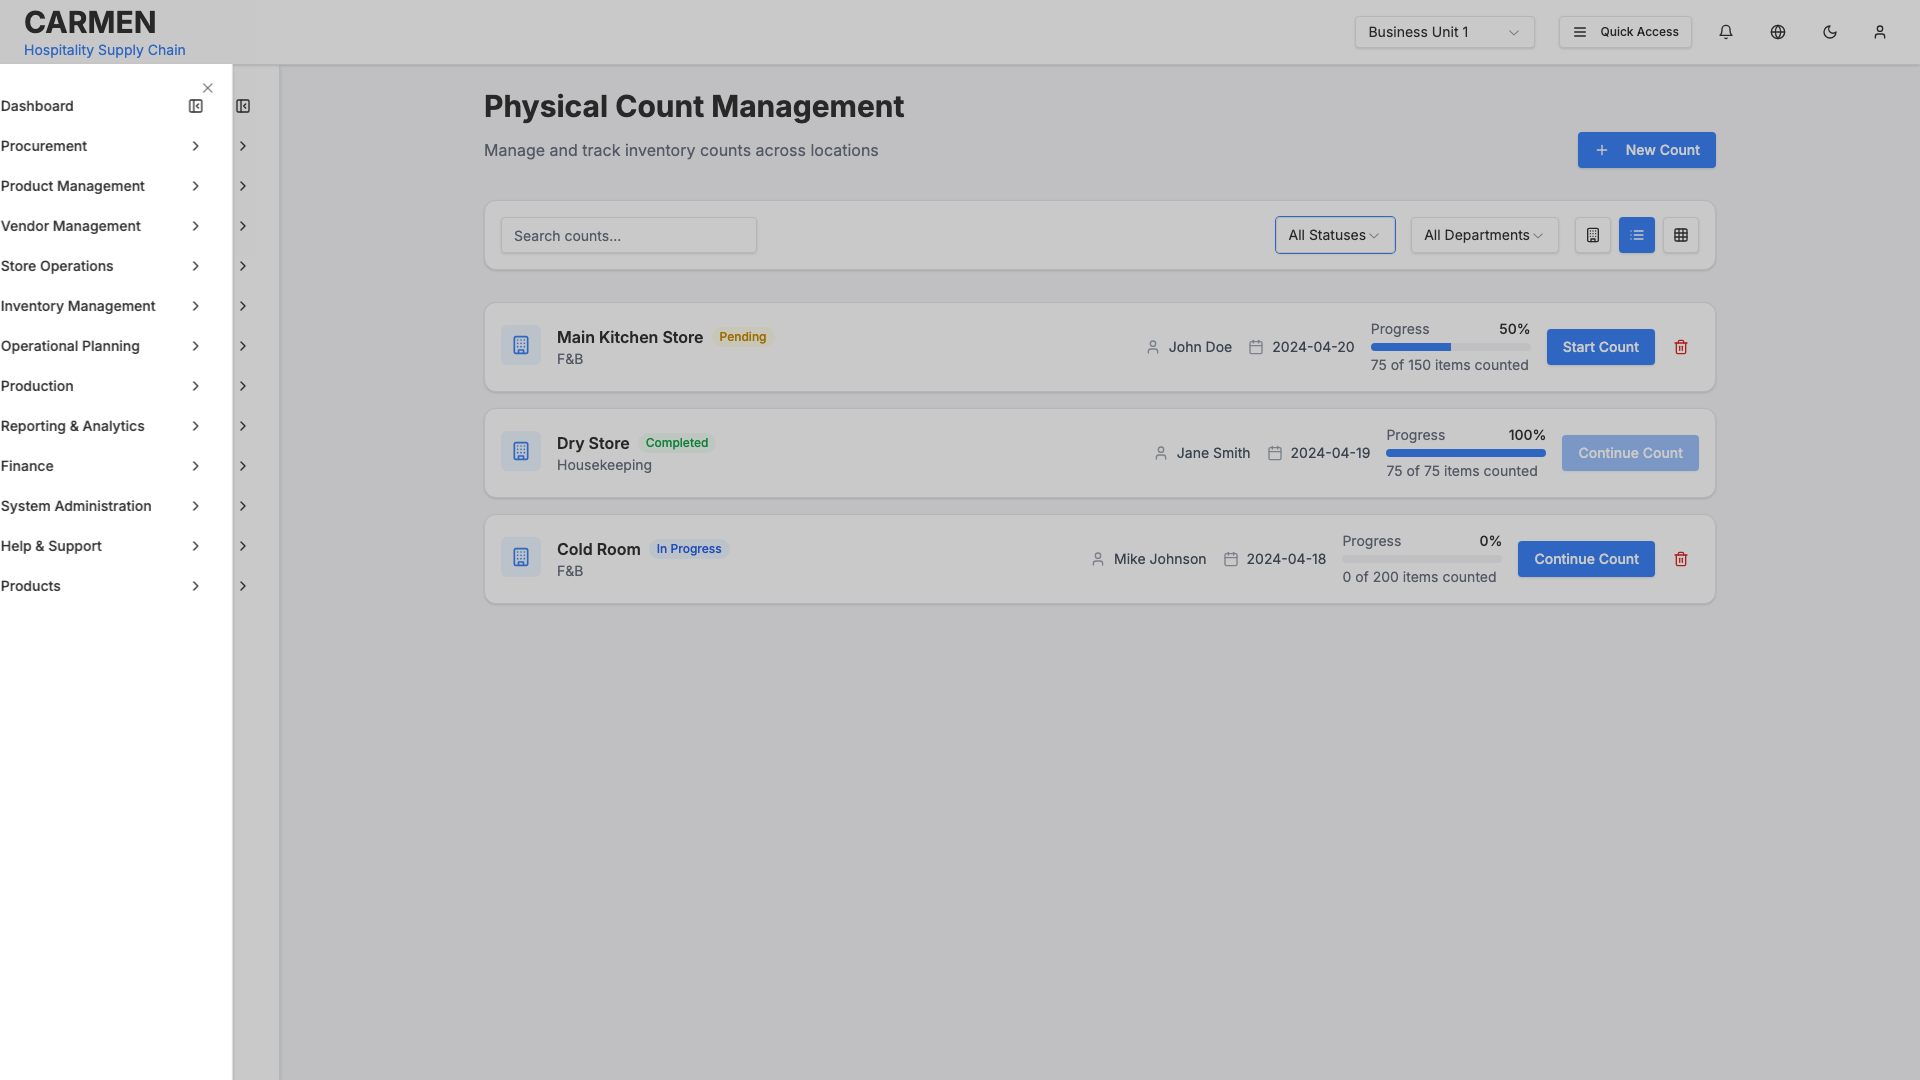 CARMEN
Hospitality Supply Chain
Business Unit 1
Quick Access
Dashboard
Procurement
Product Management
Vendor Management
Store Operations
Inventory Management
Operational Planning
Production
Reporting & Analytics
Finance
System Administration
Help & Support
Products
Physical Count Management
Manage and track inventory counts across locations
New Count
Search counts...
All Statuses
All Departments
Main Kitchen Store
Pending
F&B
John Doe
2024-04-20
Progress 50%
75 of 150 items counted
Start Count
Dry Store
Completed
Housekeeping
Jane Smith
2024-04-19
Progress 100%
75 of 75 items counted
Continue Count
Cold Room
In Progress
F&B
Mike Johnson
2024-04-18
Progress 0%
0 of 200 items counted
Continue Count